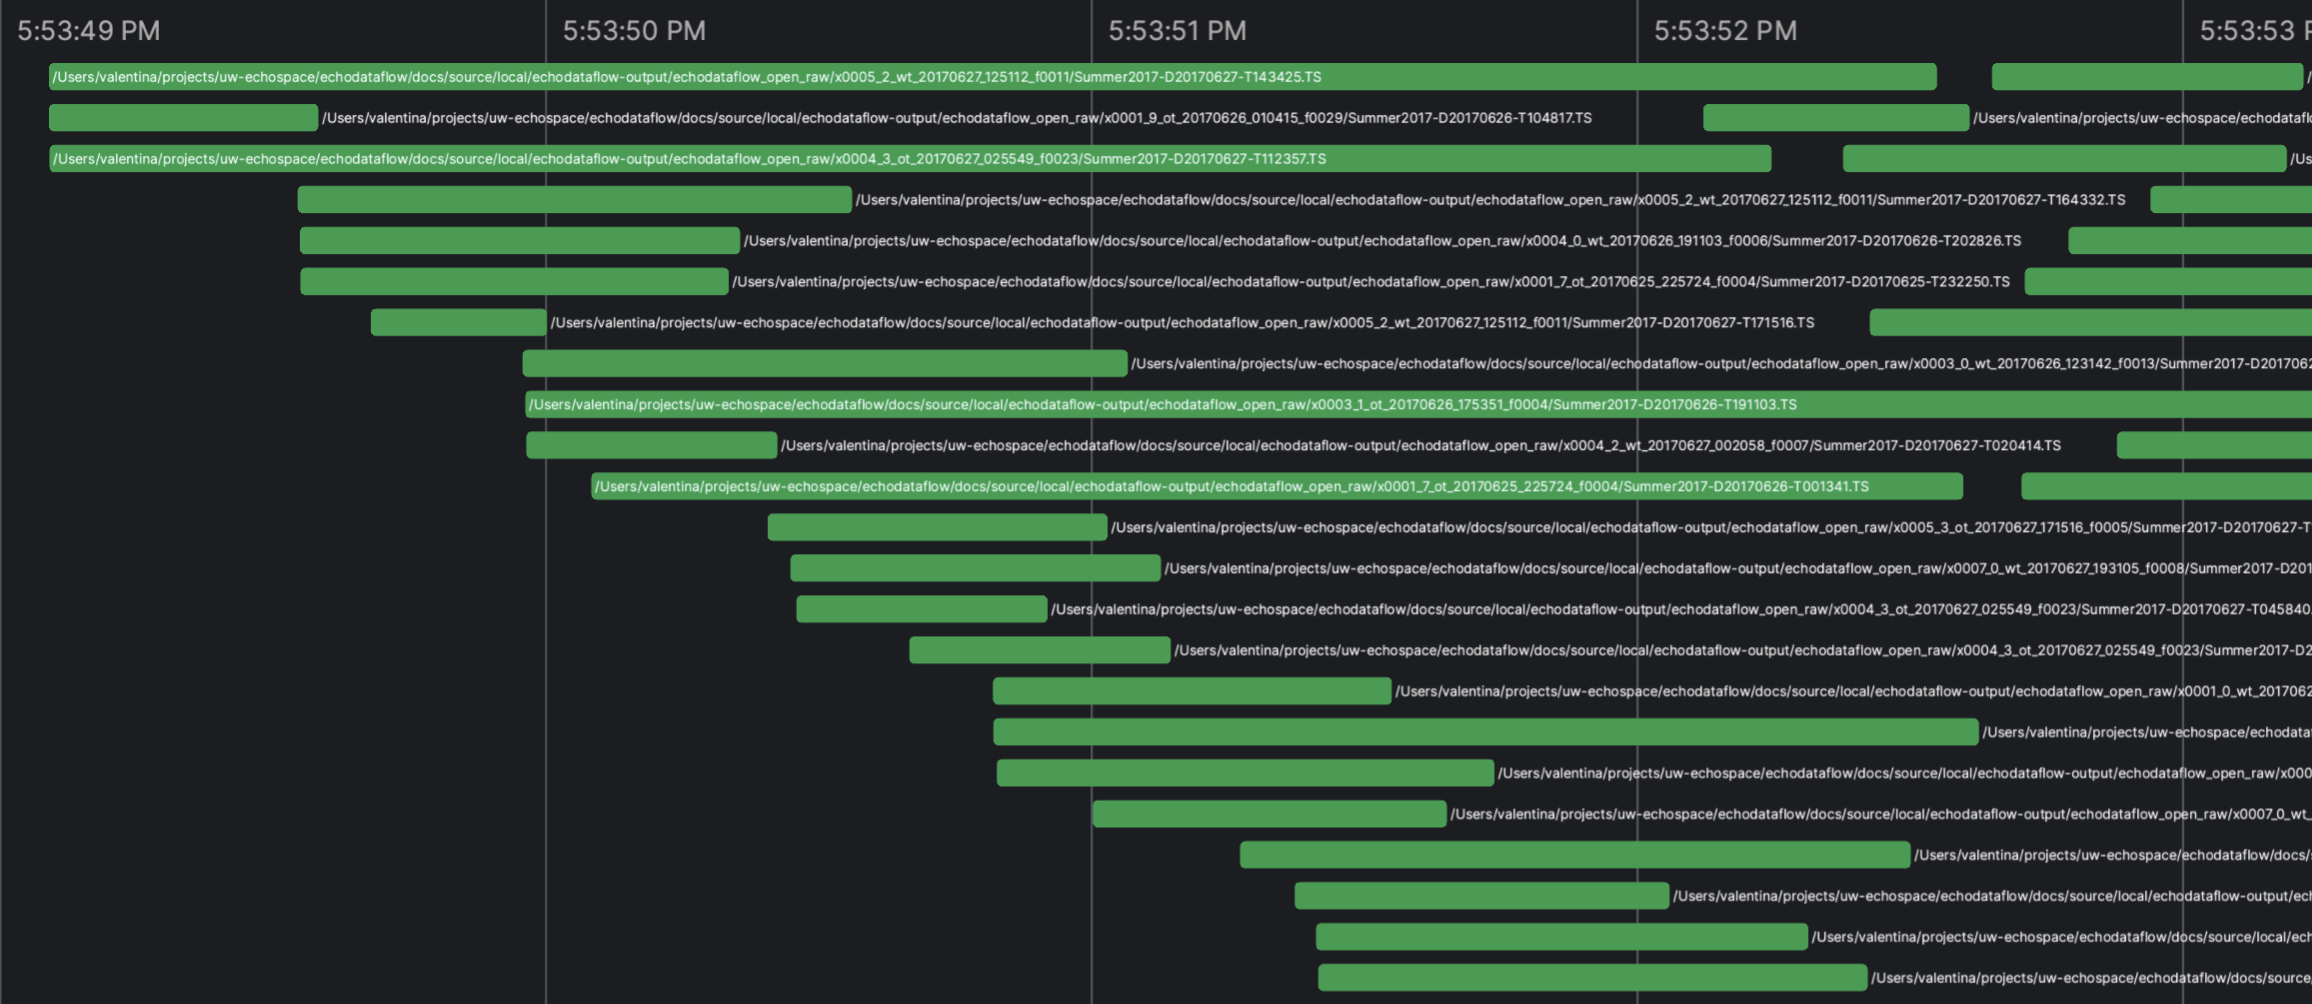 5:53:49 PM 5:53:50 PM 5:53:51 PM 5:53:52 PM 5:53:53 P
/Users/valentina/projects/uw-echospace/echodataflow/docs/source/local/echodataflow-output/echodataflow_open_raw/x0005_2_wt_20170627_125112_f0011/Summer2017-D20170627-T143425.TS /
/Users/valentina/projects/uw-echospace/echodataflow/docs/source/local/echodataflow-output/echodataflow_open_raw/x0001_9_ot_20170626_010415_f0029/Summer2017-D20170626-T104817.TS /Users/valentina/projects/uw-echospace/echodatafl
/Users/valentina/projects/uw-echospace/echodataflow/docs/source/local/echodataflow-output/echodataflow_open_raw/x0004_3_ot_20170627_025549_f0023/Summer2017-D20170627-T112357.TS /Us
/Users/valentina/projects/uw-echospace/echodataflow/docs/source/local/echodataflow-output/echodataflow_open_raw/x0005_2_wt_20170627_125112_f0011/Summer2017-D20170627-T164332.TS
/Users/valentina/projects/uw-echospace/echodataflow/docs/source/local/echodataflow-output/echodataflow_open_raw/x0004_0_wt_20170626_191103_f0006/Summer2017-D20170626-T202826.TS
/Users/valentina/projects/uw-echospace/echodataflow/docs/source/local/echodataflow-output/echodataflow_open_raw/x0001_7_ot_20170625_225724_f0004/Summer2017-D20170625-T232250.TS
/Users/valentina/projects/uw-echospace/echodataflow/docs/source/local/echodataflow-output/echodataflow_open_raw/x0005_2_wt_20170627_125112_f0011/Summer2017-D20170627-T171516.TS
/Users/valentina/projects/uw-echospace/echodataflow/docs/source/local/echodataflow-output/echodataflow_open_raw/x0003_0_wt_20170626_123142_f0013/Summer2017-D2017062
/Users/valentina/projects/uw-echospace/echodataflow/docs/source/local/echodataflow-output/echodataflow_open_raw/x0003_1_ot_20170626_175351_f0004/Summer2017-D20170626-T191103.TS
/Users/valentina/projects/uw-echospace/echodataflow/docs/source/local/echodataflow-output/echodataflow_open_raw/x0004_2_wt_20170627_002058_f0007/Summer2017-D20170627-T020414.TS
/Users/valentina/projects/uw-echospace/echodataflow/docs/source/local/echodataflow-output/echodataflow_open_raw/x0001_7_ot_20170625_225724_f0004/Summer2017-D20170626-T001341.TS
/Users/valentina/projects/uw-echospace/echodataflow/docs/source/local/echodataflow-output/echodataflow_open_raw/x0005_3_ot_20170627_171516_f0005/Summer2017-D20170627-T
/Users/valentina/projects/uw-echospace/echodataflow/docs/source/local/echodataflow-output/echodataflow_open_raw/x0007_0_wt_20170627_193105_f0008/Summer2017-D201
/Users/valentina/projects/uw-echospace/echodataflow/docs/source/local/echodataflow-output/echodataflow_open_raw/x0004_3_ot_20170627_025549_f0023/Summer2017-D20170627-T045840.
/Users/valentina/projects/uw-echospace/echodataflow/docs/source/local/echodataflow-output/echodataflow_open_raw/x0004_3_ot_20170627_025549_f0023/Summer2017-D2
/Users/valentina/projects/uw-echospace/echodataflow/docs/source/local/echodataflow-output/echodataflow_open_raw/x0001_0_wt_2017062
/Users/valentina/projects/uw-echospace/echodata
/Users/valentina/projects/uw-echospace/echodataflow/docs/source/local/echodataflow-output/echodataflow_open_raw/x000
/Users/valentina/projects/uw-echospace/echodataflow/docs/source/local/echodataflow-output/echodataflow_open_raw/x0007_0_wt_
/Users/valentina/projects/uw-echospace/echodataflow/docs/
/Users/valentina/projects/uw-echospace/echodataflow/docs/source/local/echodataflow-output/ech
/Users/valentina/projects/uw-echospace/echodataflow/docs/source/local/ech
/Users/valentina/projects/uw-echospace/echodataflow/docs/source